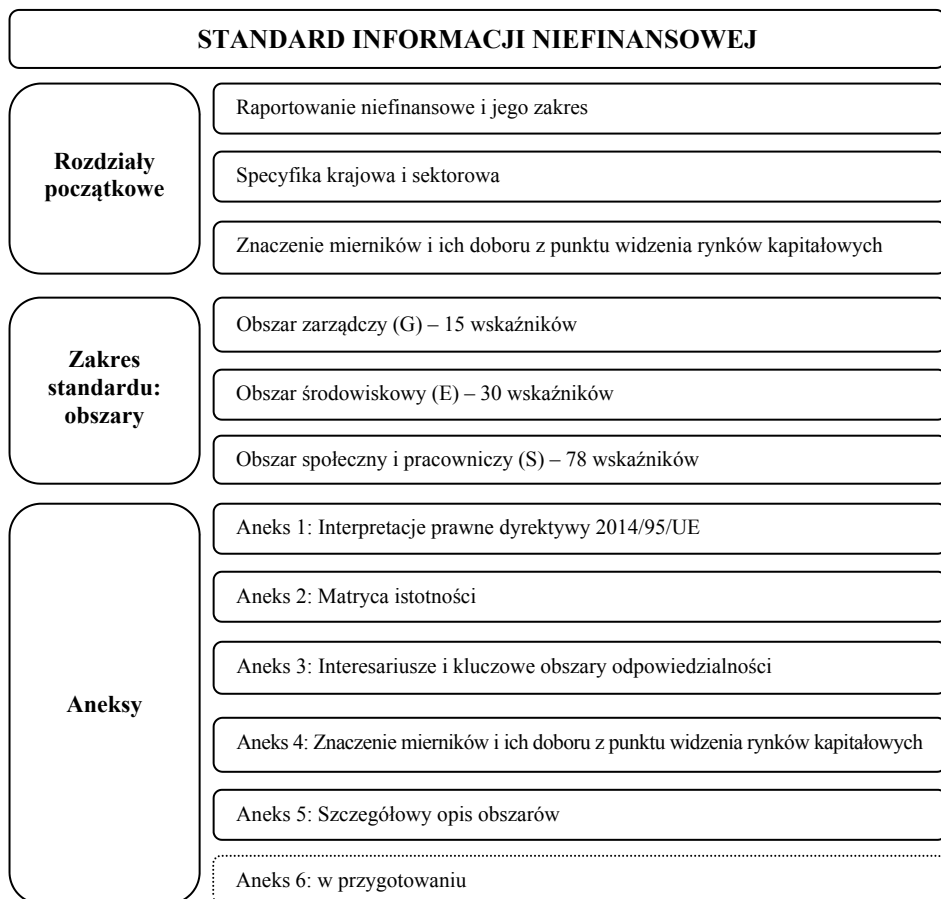 STANDARD INFORMACJI NIEFINANSOWEJ
Rozdziały
początkowe
Raportowanie niefinansowe i jego zakres
Specyfika krajowa i sektorowa
Znaczenie mierników i ich doboru z punktu widzenia rynków kapitałowych
Zakres
standardu:
obszary
Obszar zarządczy (G) – 15 wskaźników
Obszar środowiskowy (E) – 30 wskaźników
Obszar społeczny i pracowniczy (S) – 78 wskaźników
Aneksy
Aneks 1: Interpretacje prawne dyrektywy 2014/95/UE
Aneks 2: Matryca istotności
Aneks 3: Interesariusze i kluczowe obszary odpowiedzialności
Aneks 4: Znaczenie mierników i ich doboru z punktu widzenia rynków kapitałowych
Aneks 5: Szczegółowy opis obszarów
Aneks 6: w przygotowaniu